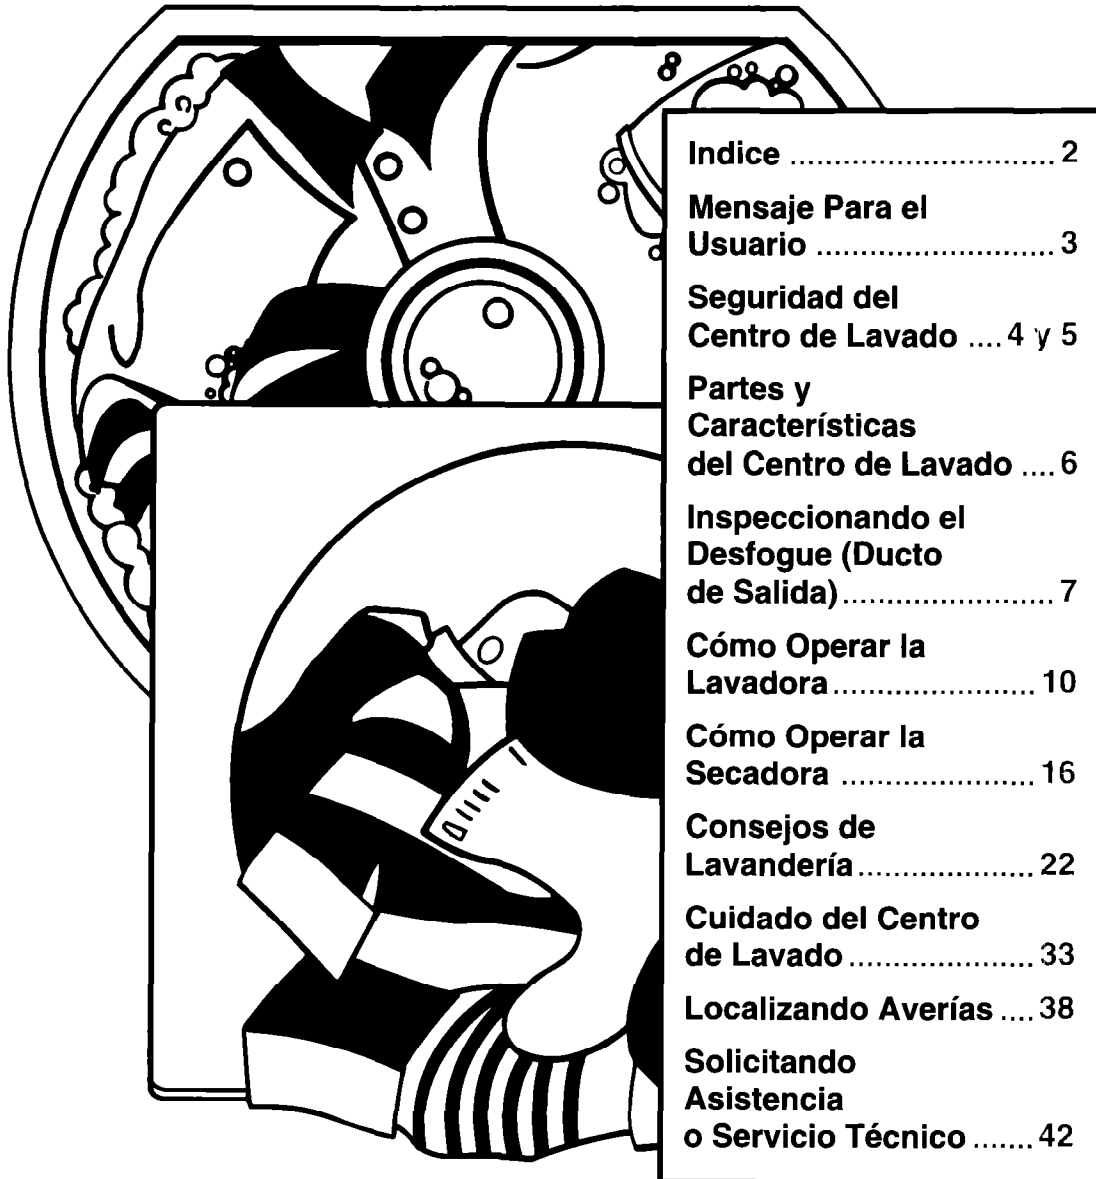 Indice ............................. 2
Mensaje Para el
Usuario .......................... 3
Seguridad del
Centro de Lavado .... 4 y 5
Partes y
Características
del Centro de Lavado .... 6
Inspeccionando el
Desfogue (Ducto
de Salida)....................... 7
Cómo Operar la
Lavadora...................... 10
Cómo Operar la
Secadora ..................... 16
Consejos de
Lavandería................... 22
Cuidado del Centro
de Lavado.................... 33
Localizando Averías .... 38
Solicitando
Asistencia
o Servicio Técnico ....... 42